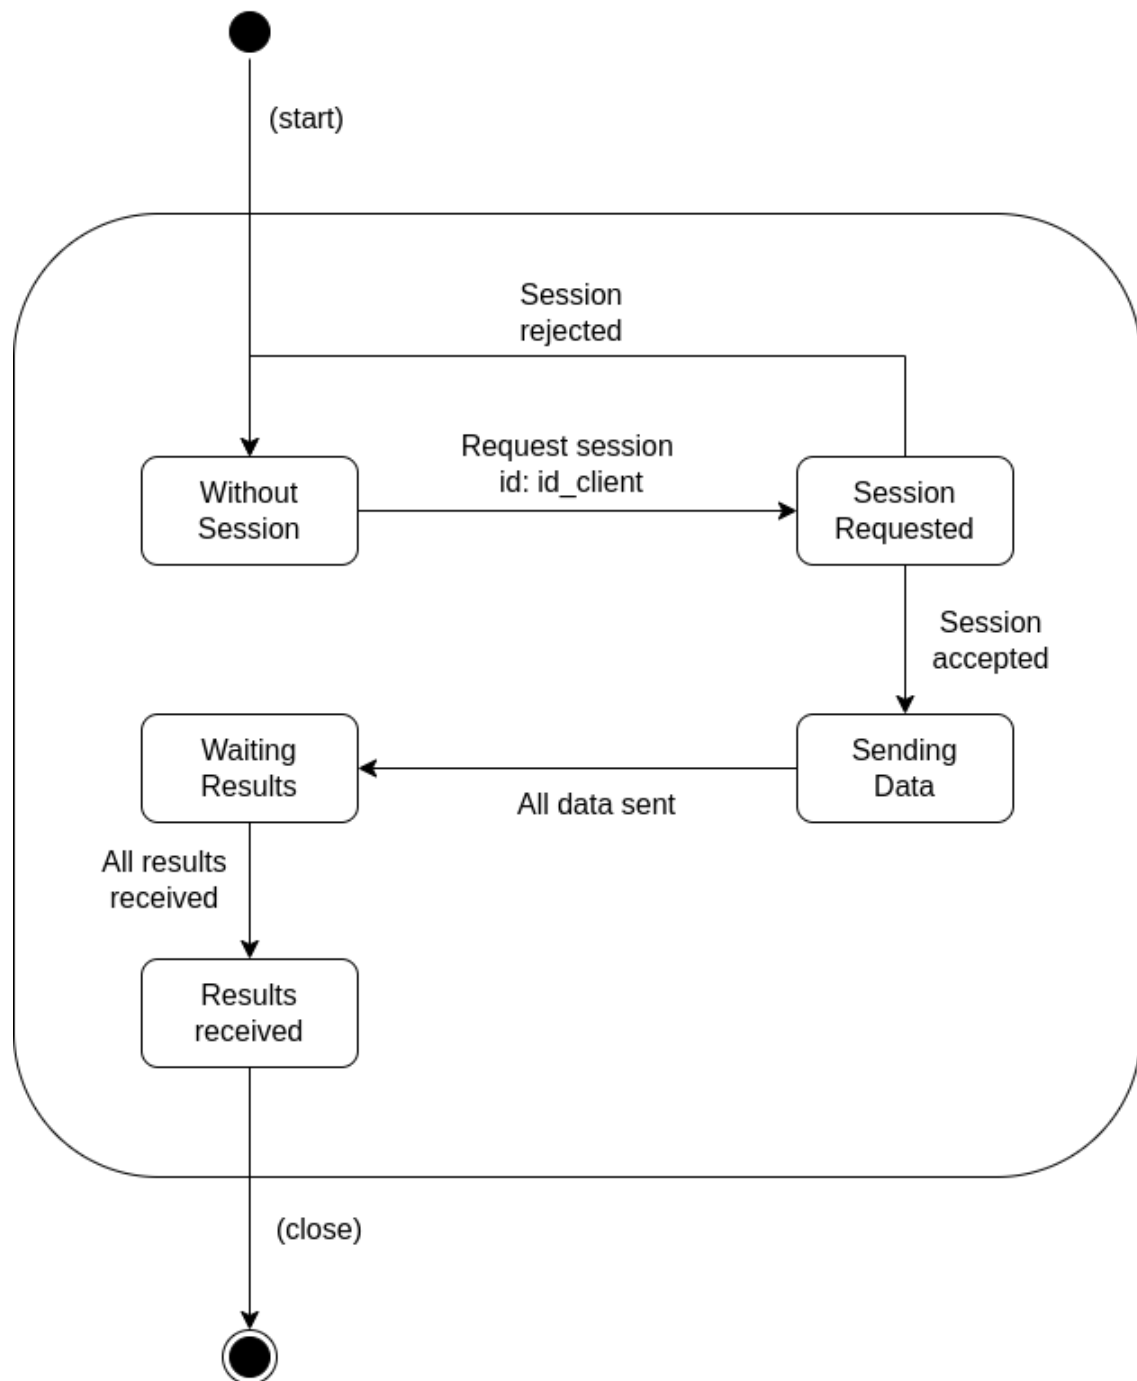 (start)
Session
rejected
Request session
id: id_client
Without
Session
Session
Requested
Session
accepted
Waiting
Results
Sending
Data
All data sent
All results
received
Results
received
(close)